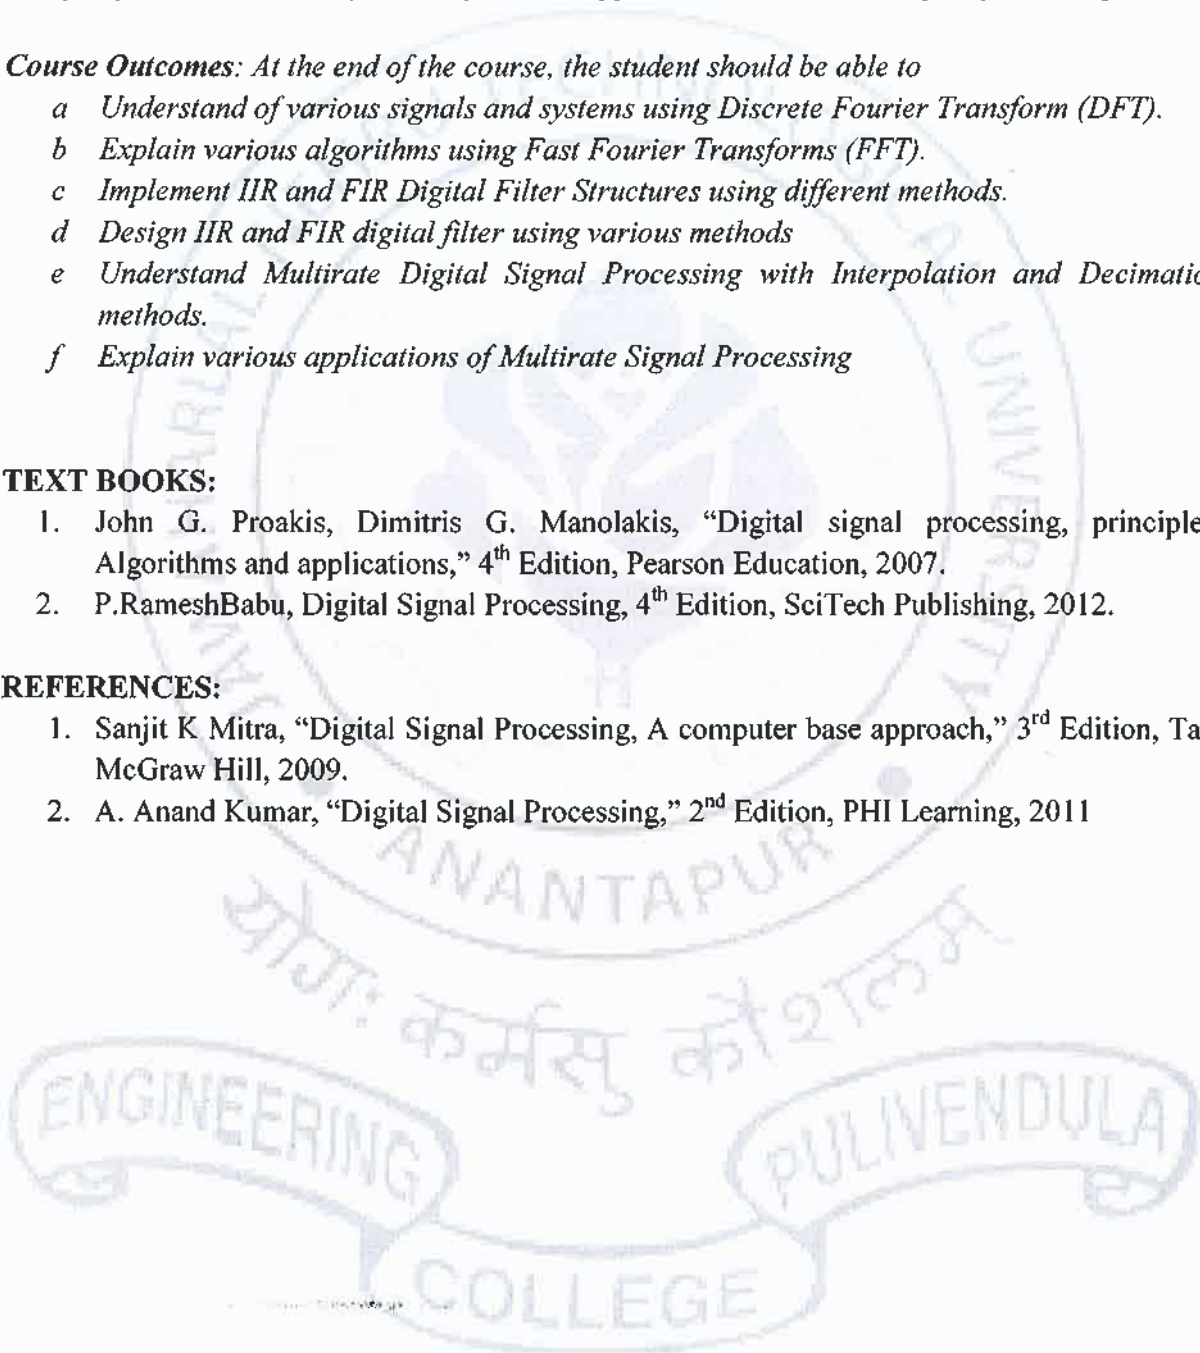 Course Outcomes: At the end of the course, the student should be able to
a Understand of various signals and systems using Discrete Fourier Transform (DFT).
b Explain various algorithms using Fast Fourier Transforms (FFT).
c Implement IIR and FIR Digital Filter Structures using different methods.
d Design IIR and FIR digital filter using various methods
e Understand Multirate Digital Signal Processing with Interpolation and Decimatio
methods.
f Explain various applications of Multirate Signal Processing
TEXT BOOKS:
1. John G. Proakis, Dimitris G. Manolakis, “Digital signal processing, principle
Algorithms and applications,” 4th Edition, Pearson Education, 2007.
2. P.RameshBabu, Digital Signal Processing, 4th Edition, SciTech Publishing, 2012.
REFERENCES:
1. Sanjit K Mitra, “Digital Signal Processing, A computer base approach,” 3rd Edition, Ta
McGraw Hill, 2009.
2. A. Anand Kumar, “Digital Signal Processing,” 2nd Edition, PHI Learning, 2011
UNIVERSITY
ANANTAPUR
योगः कर्मसु कौशलम
ENGINEERING
PULIVENDULA
COLLEGE